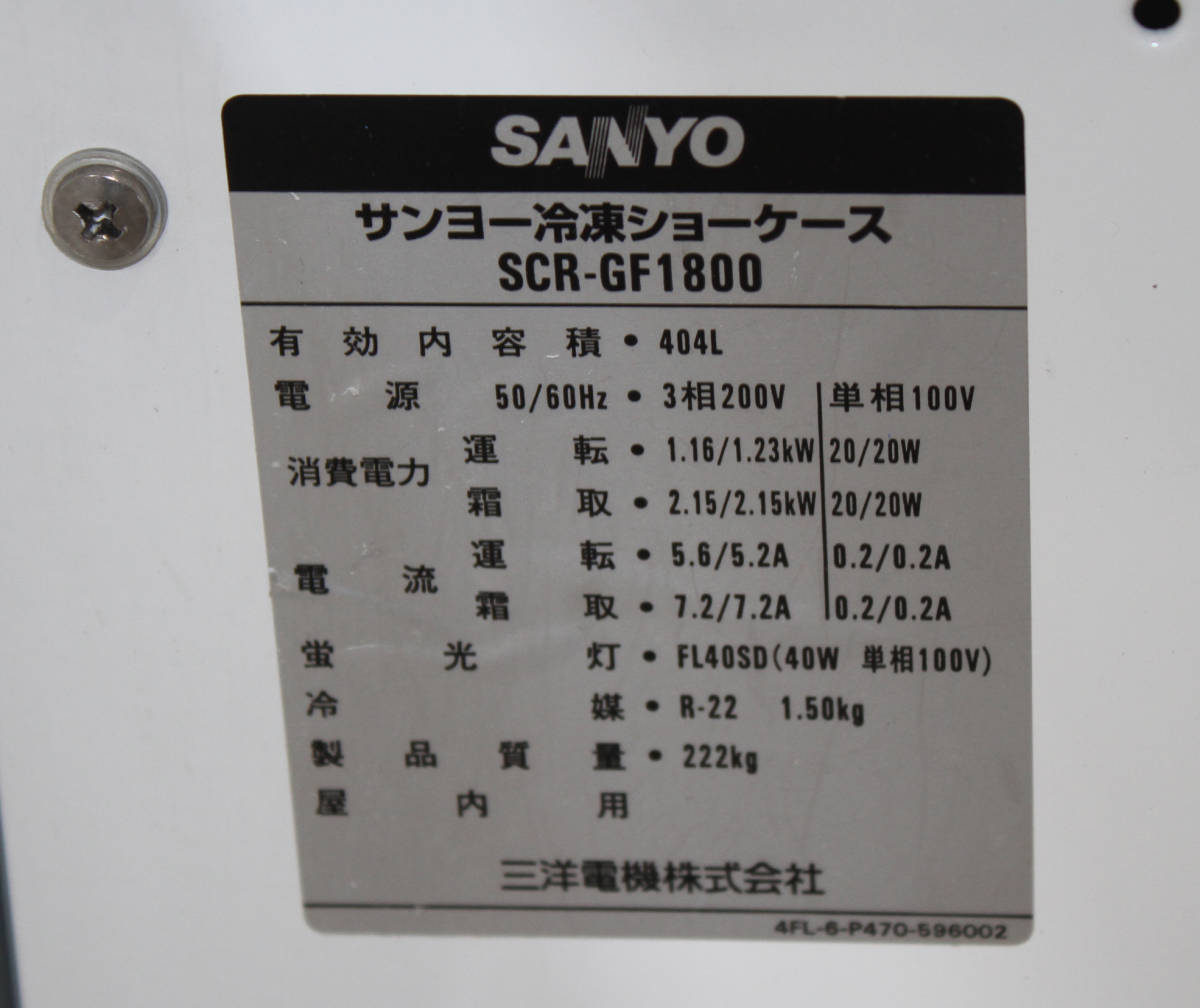 SANYO
サンヨー冷凍ショーケース
SCR-GF1800
有効内容積・404L
電源 50/60Hz・3相200V 単相100V
消費電力 運転・1.16/1.23kW 20/20W
霜取・2.15/2.15kW 20/20W
電流 運転・5.6/5.2A 0.2/0.2A
霜取・7.2/7.2A 0.2/0.2A
蛍光灯・FL40SD(40W 単相100V)
冷媒・R-22 1.50kg
製品質量・222kg
屋内用
三洋電機株式会社
4FL-6-P470-596002